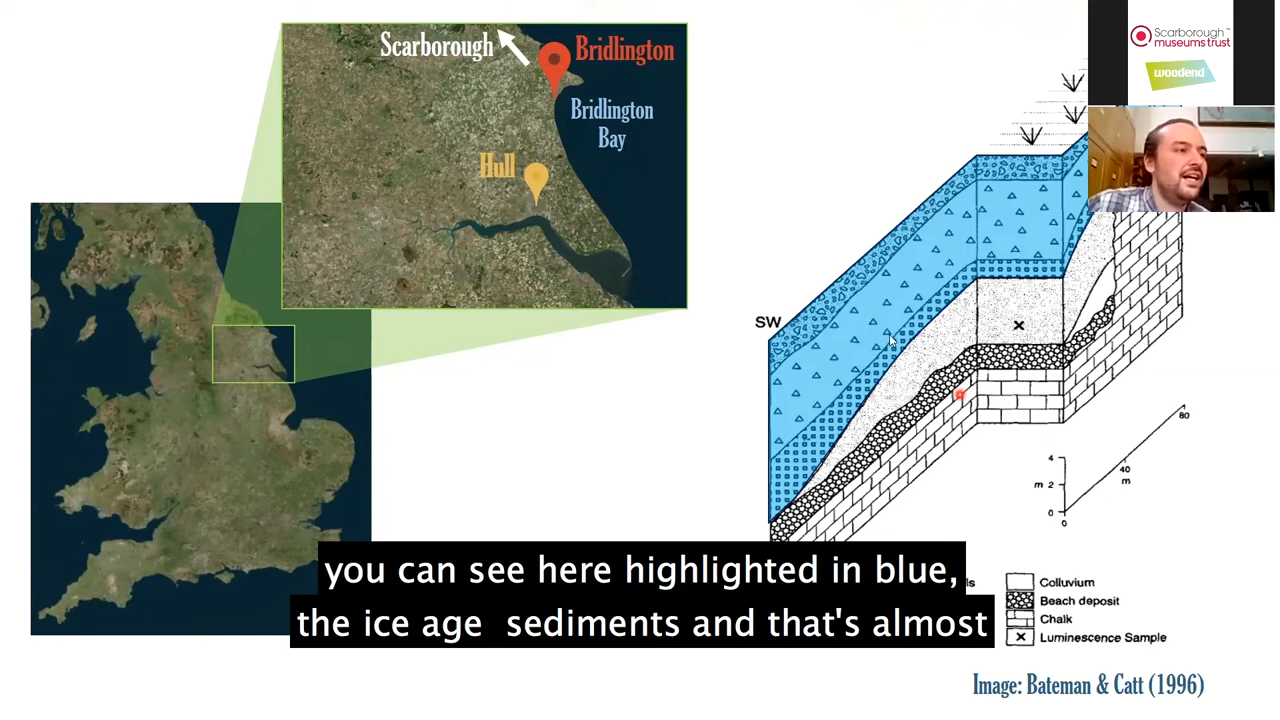 Scarborough
Bridlington
Bridlington
Bay
Hull
Scarborough™
museums trust
woodend
SW
80
4
m 2
0
40
m
0
Colluvium
Beach deposit
Chalk
Luminescence Sample
you can see here highlighted in blue,
the ice age sediments and that's almost
Image: Bateman & Catt (1996)